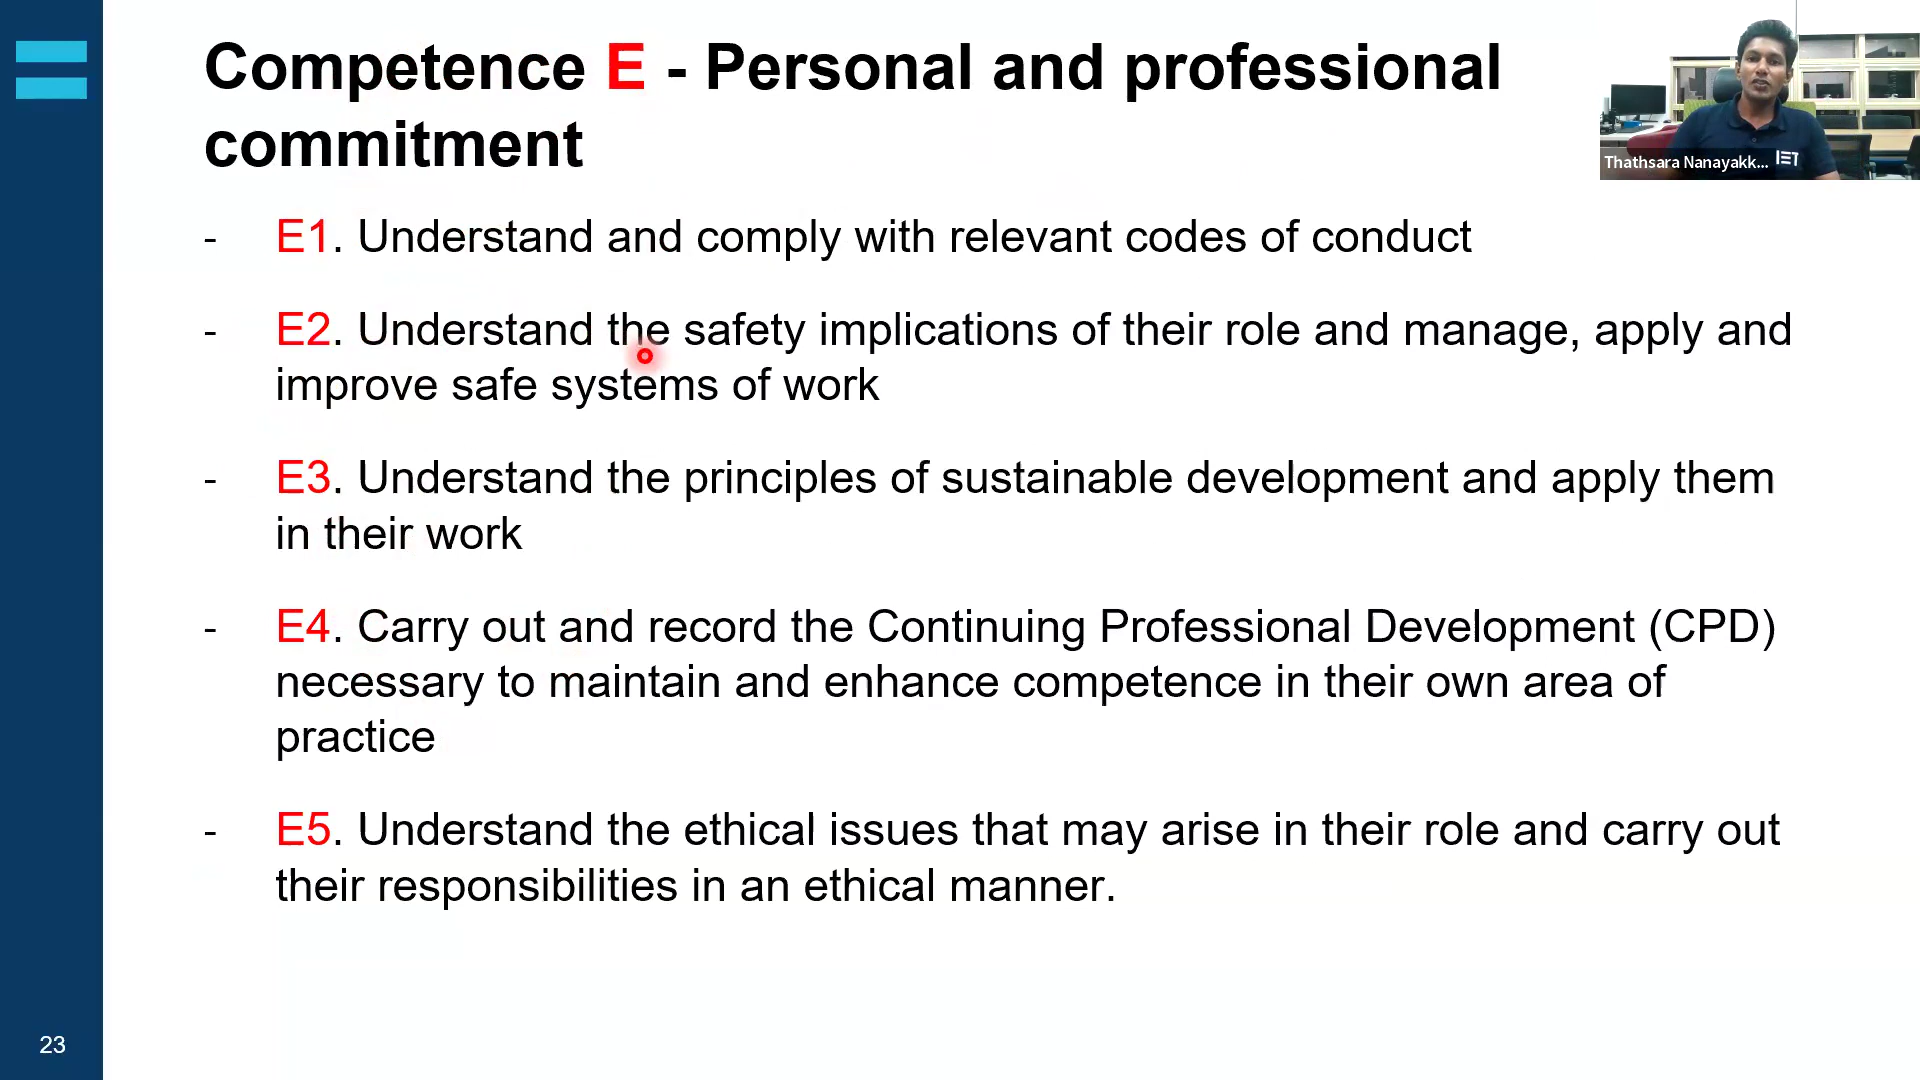 Competence E - Personal and professional
commitment
Thathsara Nanayakk...
IET
- E1. Understand and comply with relevant codes of conduct
- E2. Understand the safety implications of their role and manage, apply and
improve safe systems of work
- E3. Understand the principles of sustainable development and apply them
in their work
- E4. Carry out and record the Continuing Professional Development (CPD)
necessary to maintain and enhance competence in their own area of
practice
- E5. Understand the ethical issues that may arise in their role and carry out
their responsibilities in an ethical manner.
23